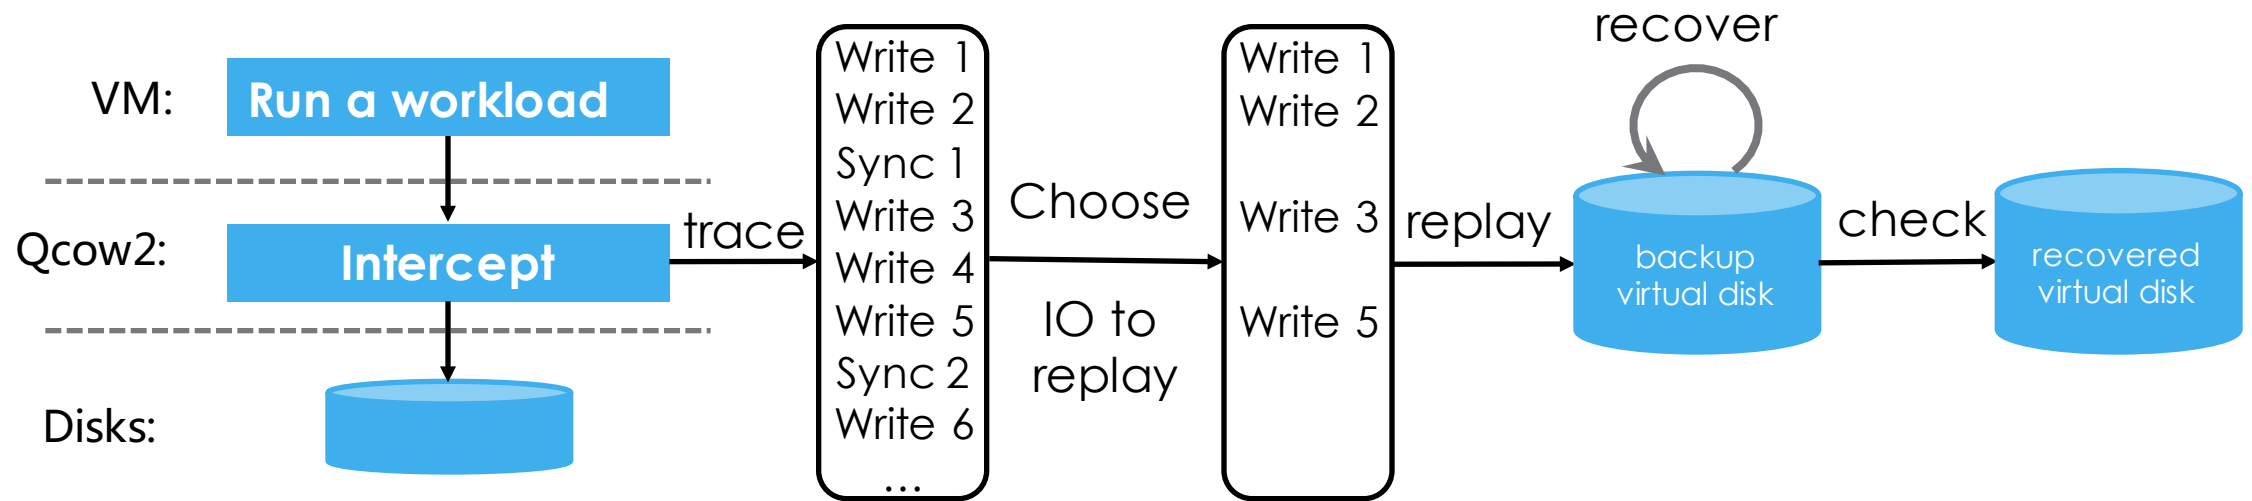 VM:
Run a workload
Qcow2:
Intercept
Disks:
trace
Write 1
Write 2
Sync 1
Write 3
Write 4
Write 5
Sync 2
Write 6
...
Choose
IO to
replay
Write 1
Write 2
Write 3
Write 5
replay
recover
backup
virtual disk
check
recovered
virtual disk